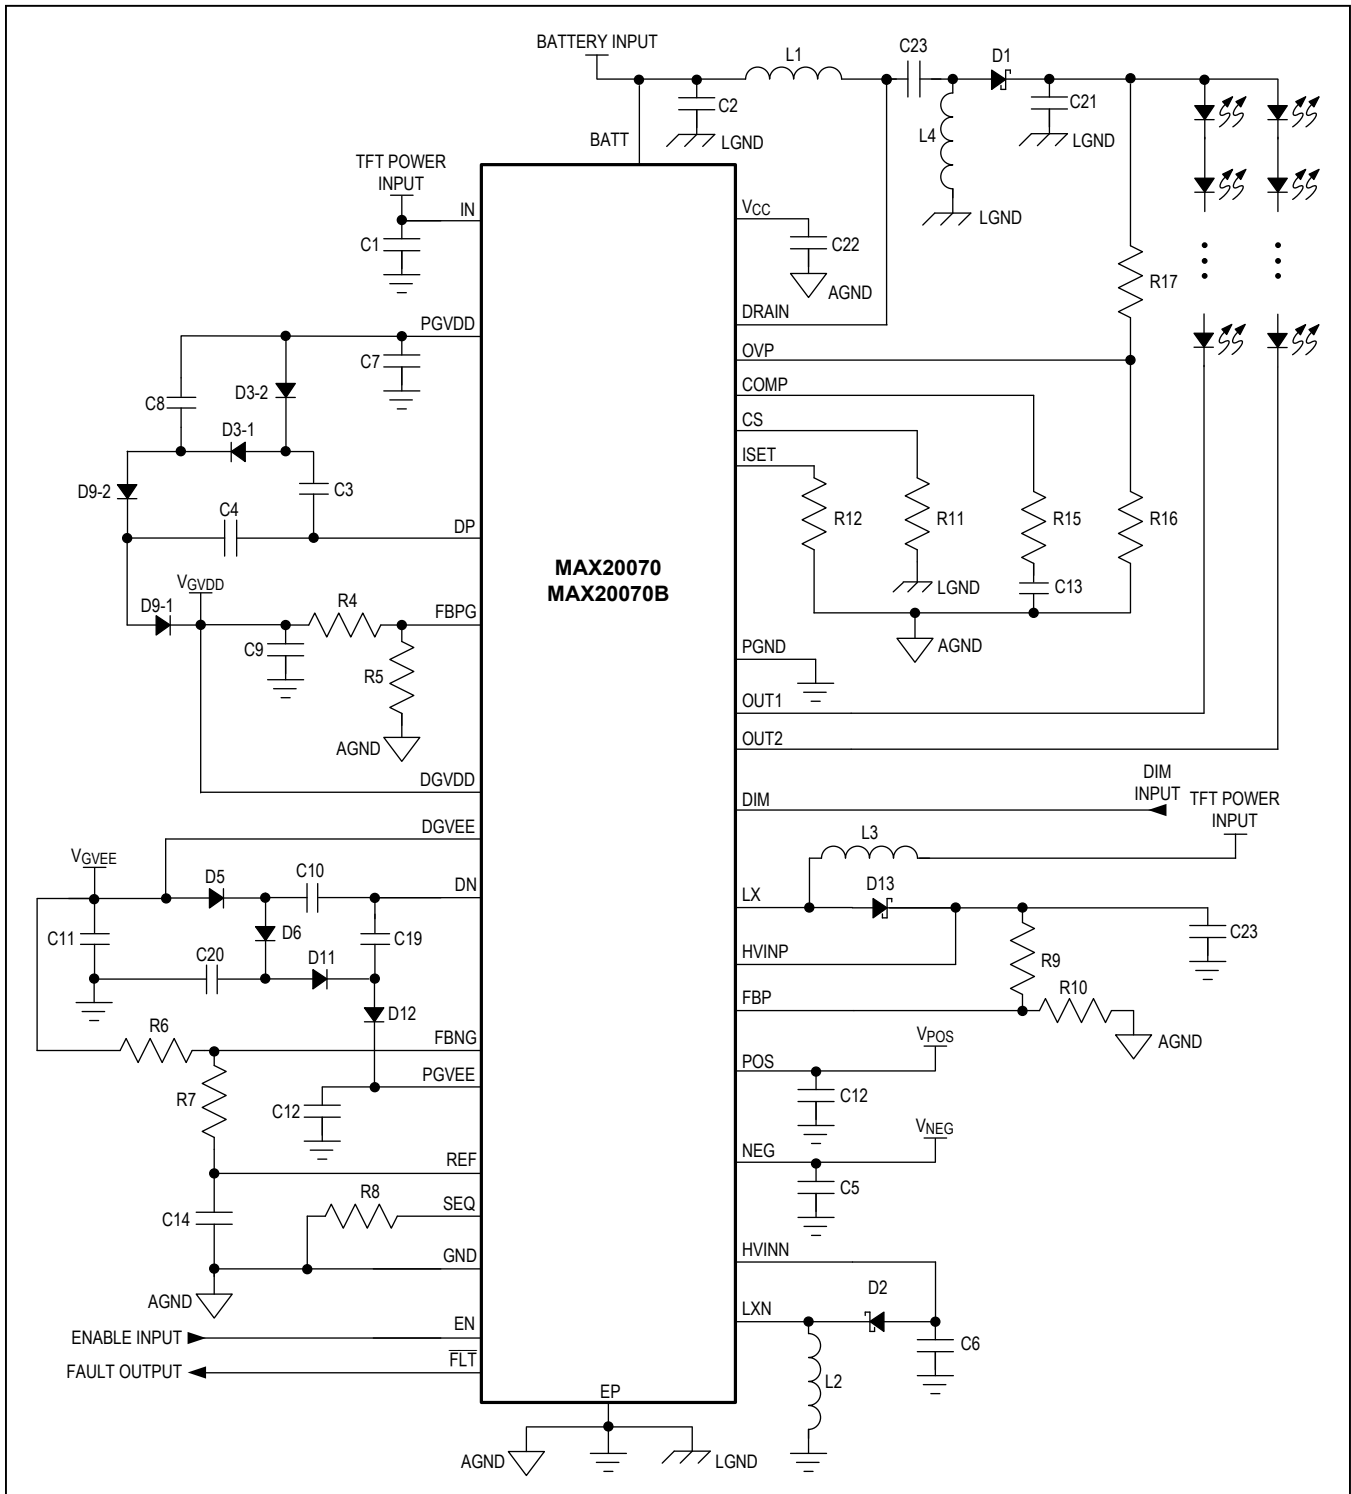 BATTERY INPUT
L1
C23
D1
C2
LGND
L4
C21
LGND
BATT
LGND
TFT POWER
INPUT
IN
C1
VCC
C22
AGND
R17
DRAIN
PGVDD
C7
OVP
D3-2
C8
COMP
D3-1
CS
ISET
D9-2
C3
C4
DP
R12
R11
R15
R16
MAX20070
MAX20070B
LGND
C13
VGVDD
D9-1
R4
FBPG
C9
R5
AGND
PGND
AGND
OUT1
OUT2
DGVDD
DIM
DIM
INPUT
TFT POWER
INPUT
DGVEE
L3
VGVEE
D5
C10
DN
LX
D13
C11
D6
C19
C23
C20
D11
HVINP
R9
D12
FBP
R10
AGND
R6
FBNG
VPOS
POS
PGVEE
R7
C12
C12
VNEG
NEG
REF
C5
R8
SEQ
C14
GND
HVINN
AGND
D2
LXN
ENABLE INPUT
EN
C6
FAULT OUTPUT
FLT
L2
EP
AGND
LGND